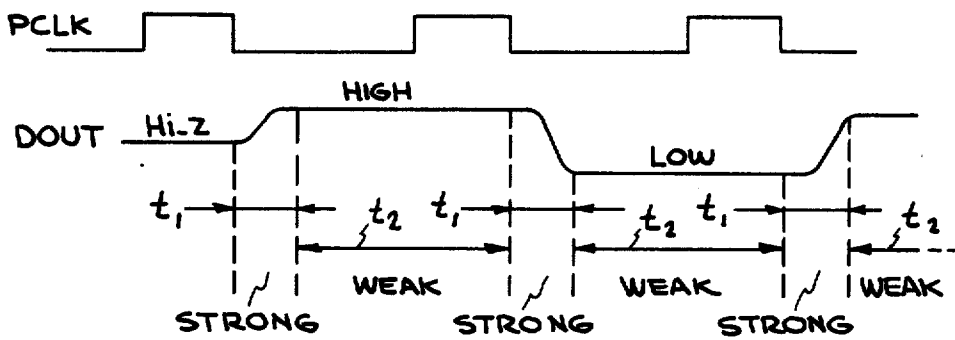 PCLK
HIGH
Hi-Z
DOUT
LOW
t₁ t₂ t₁ t₂ t₁ t₂
WEAK WEAK WEAK
STRONG STRONG STRONG